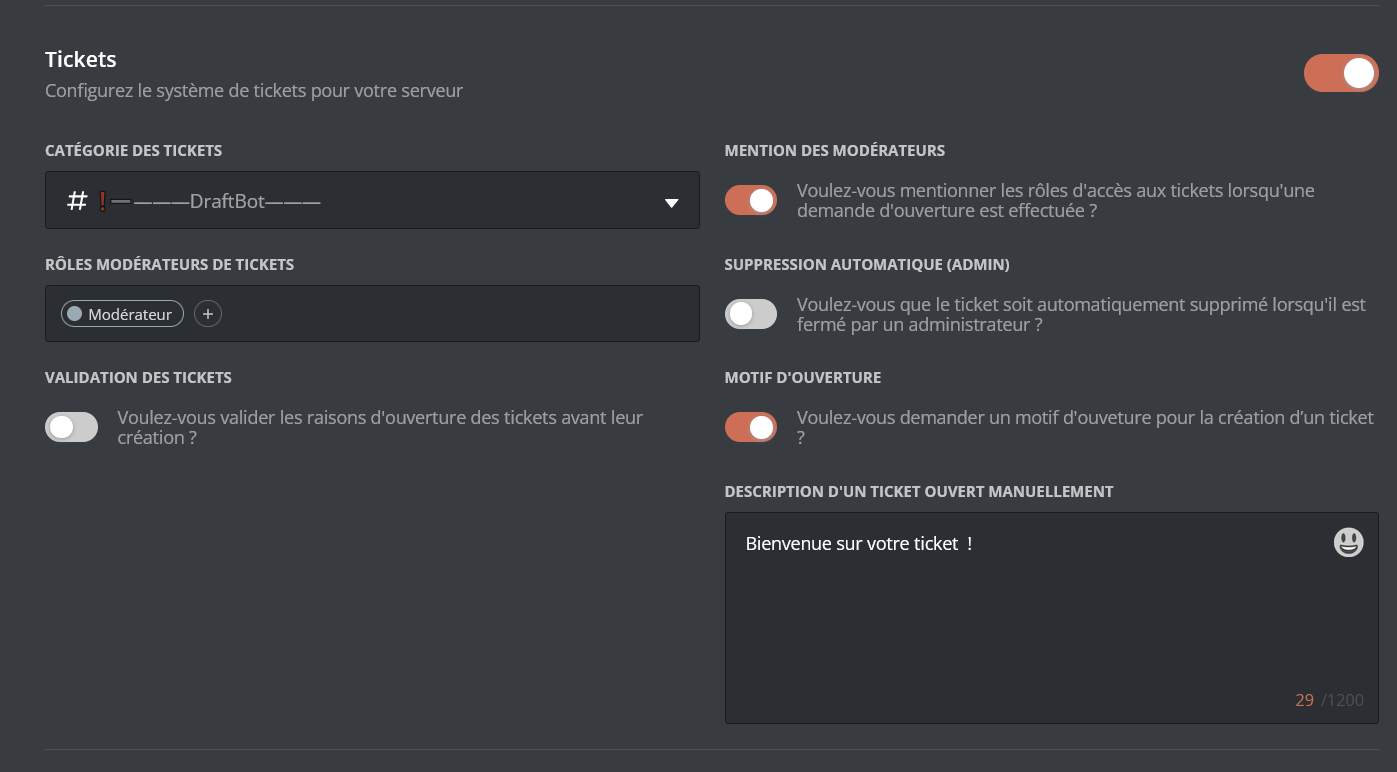 Tickets
Configurez le système de tickets pour votre serveur
CATÉGORIE DES TICKETS
# ❗➖———DraftBot———
RÔLES MODÉRATEURS DE TICKETS
Modérateur +
VALIDATION DES TICKETS
Voulez-vous valider les raisons d'ouverture des tickets avant leur
création ?
MENTION DES MODÉRATEURS
Voulez-vous mentionner les rôles d'accès aux tickets lorsqu'une
demande d'ouverture est effectuée ?
SUPPRESSION AUTOMATIQUE (ADMIN)
Voulez-vous que le ticket soit automatiquement supprimé lorsqu'il est
fermé par un administrateur ?
MOTIF D'OUVERTURE
Voulez-vous demander un motif d'ouveture pour la création d’un ticket
?
DESCRIPTION D'UN TICKET OUVERT MANUELLEMENT
Bienvenue sur votre ticket  !
29 /1200